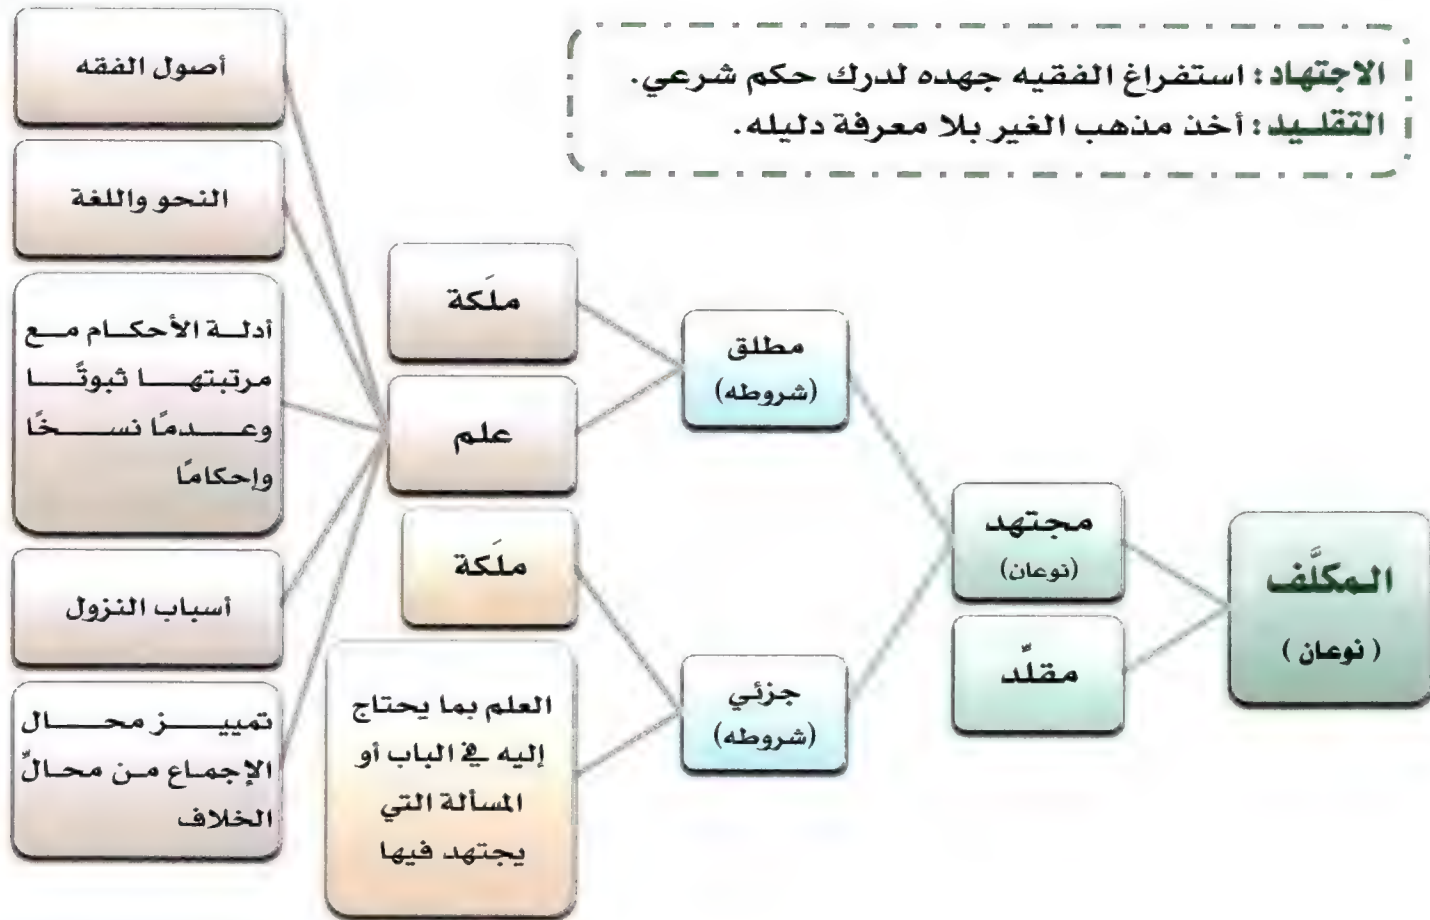 الاجتهاد: استفراغ الفقيه جهده لدرك حكم شرعي.
التقليد: أخذ مذهب الغير بلا معرفة دليله.
المكلَّف
(نوعان)
مجتهد
(نوعان)
مقلِّد
مطلق
(شروطه)
جزئي
(شروطه)
ملَكة
علم
ملَكة
العلم بما يحتاج
إليه في الباب أو
المسألة التي
يجتهد فيها
أصول الفقه
النحو واللغة
أدلة الأحكام مع
مرتبتها ثبوتًا
وعدمًا نسخًا
وإحكامًا
أسباب النزول
تمييز محال
الإجماع من محالِّ
الخلاف